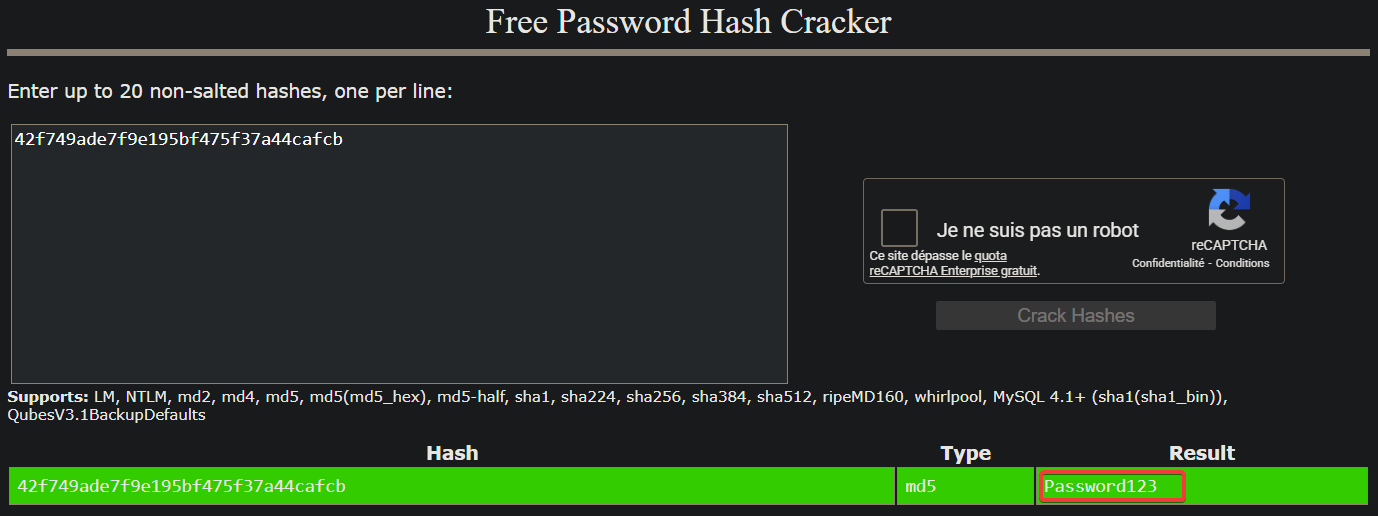 Free Password Hash Cracker
Enter up to 20 non-salted hashes, one per line:
42f749ade7f9e195bf475f37a44cafcb
Je ne suis pas un robot
reCAPTCHA
Ce site dépasse le quota
reCAPTCHA Enterprise gratuit.
Confidentialité - Conditions
Crack Hashes
Supports: LM, NTLM, md2, md4, md5, md5(md5_hex), md5-half, sha1, sha224, sha256, sha384, sha512, ripeMD160, whirlpool, MySQL 4.1+ (sha1(sha1_bin)),
QubesV3.1BackupDefaults
Hash Type Result
42f749ade7f9e195bf475f37a44cafcb md5 Password123